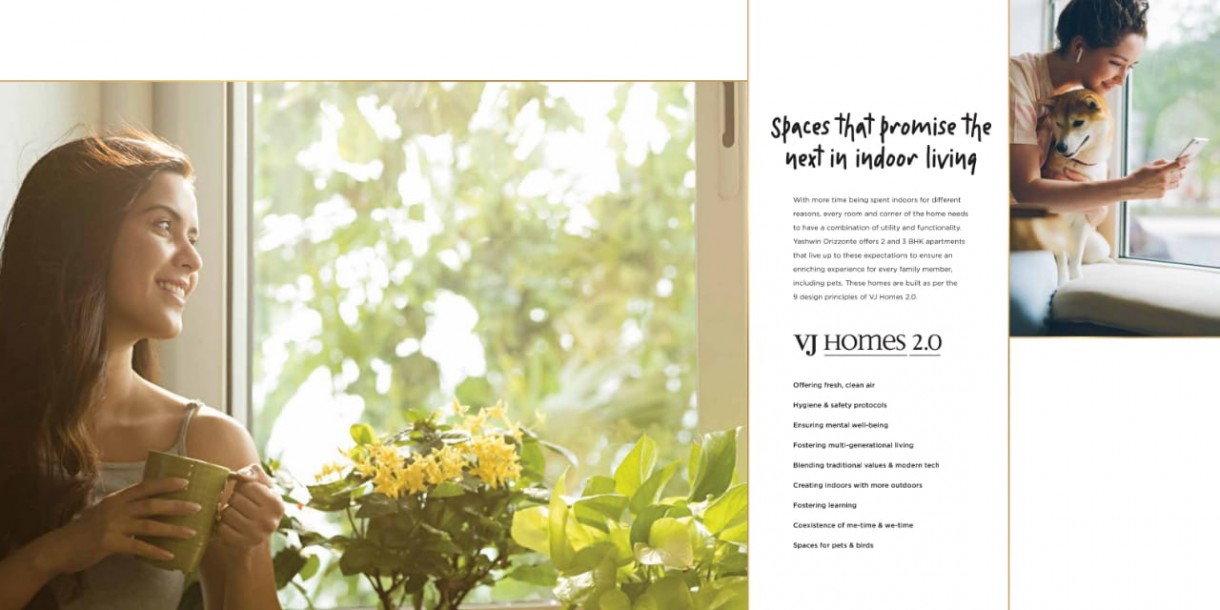 Spaces that promise the
next in indoor living
With more time being spent indoors for different
reasons, every room and corner of the home needs
to have a combination of utility and functionality.
Yashwin Orizzonte offers 2 and 3 BHK apartments
that live up to these expectations to ensure an
enriching experience for every family member,
including pets. These homes are built as per the
9 design principles of VJ Homes 2.0.
VJ HOMES 2.0
Offering fresh, clean air
Hygiene & safety protocols
Ensuring mental well-being
Fostering multi-generational living
Blending traditional values & modern tech
Creating indoors with more outdoors
Fostering learning
Coexistence of me-time & we-time
Spaces for pets & birds